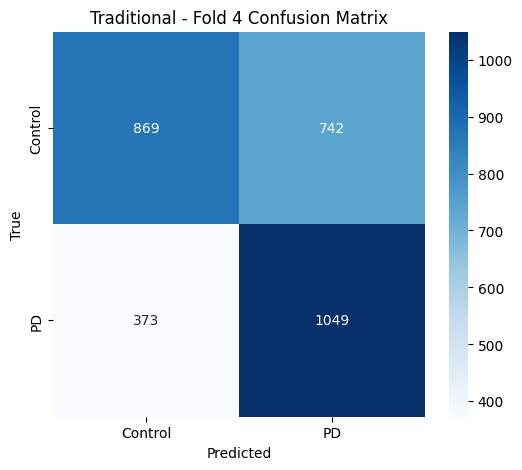 Traditional - Fold 4 Confusion Matrix
True
Control
869
742
PD
373
1049
Control
PD
Predicted
1000
900
800
700
600
500
400